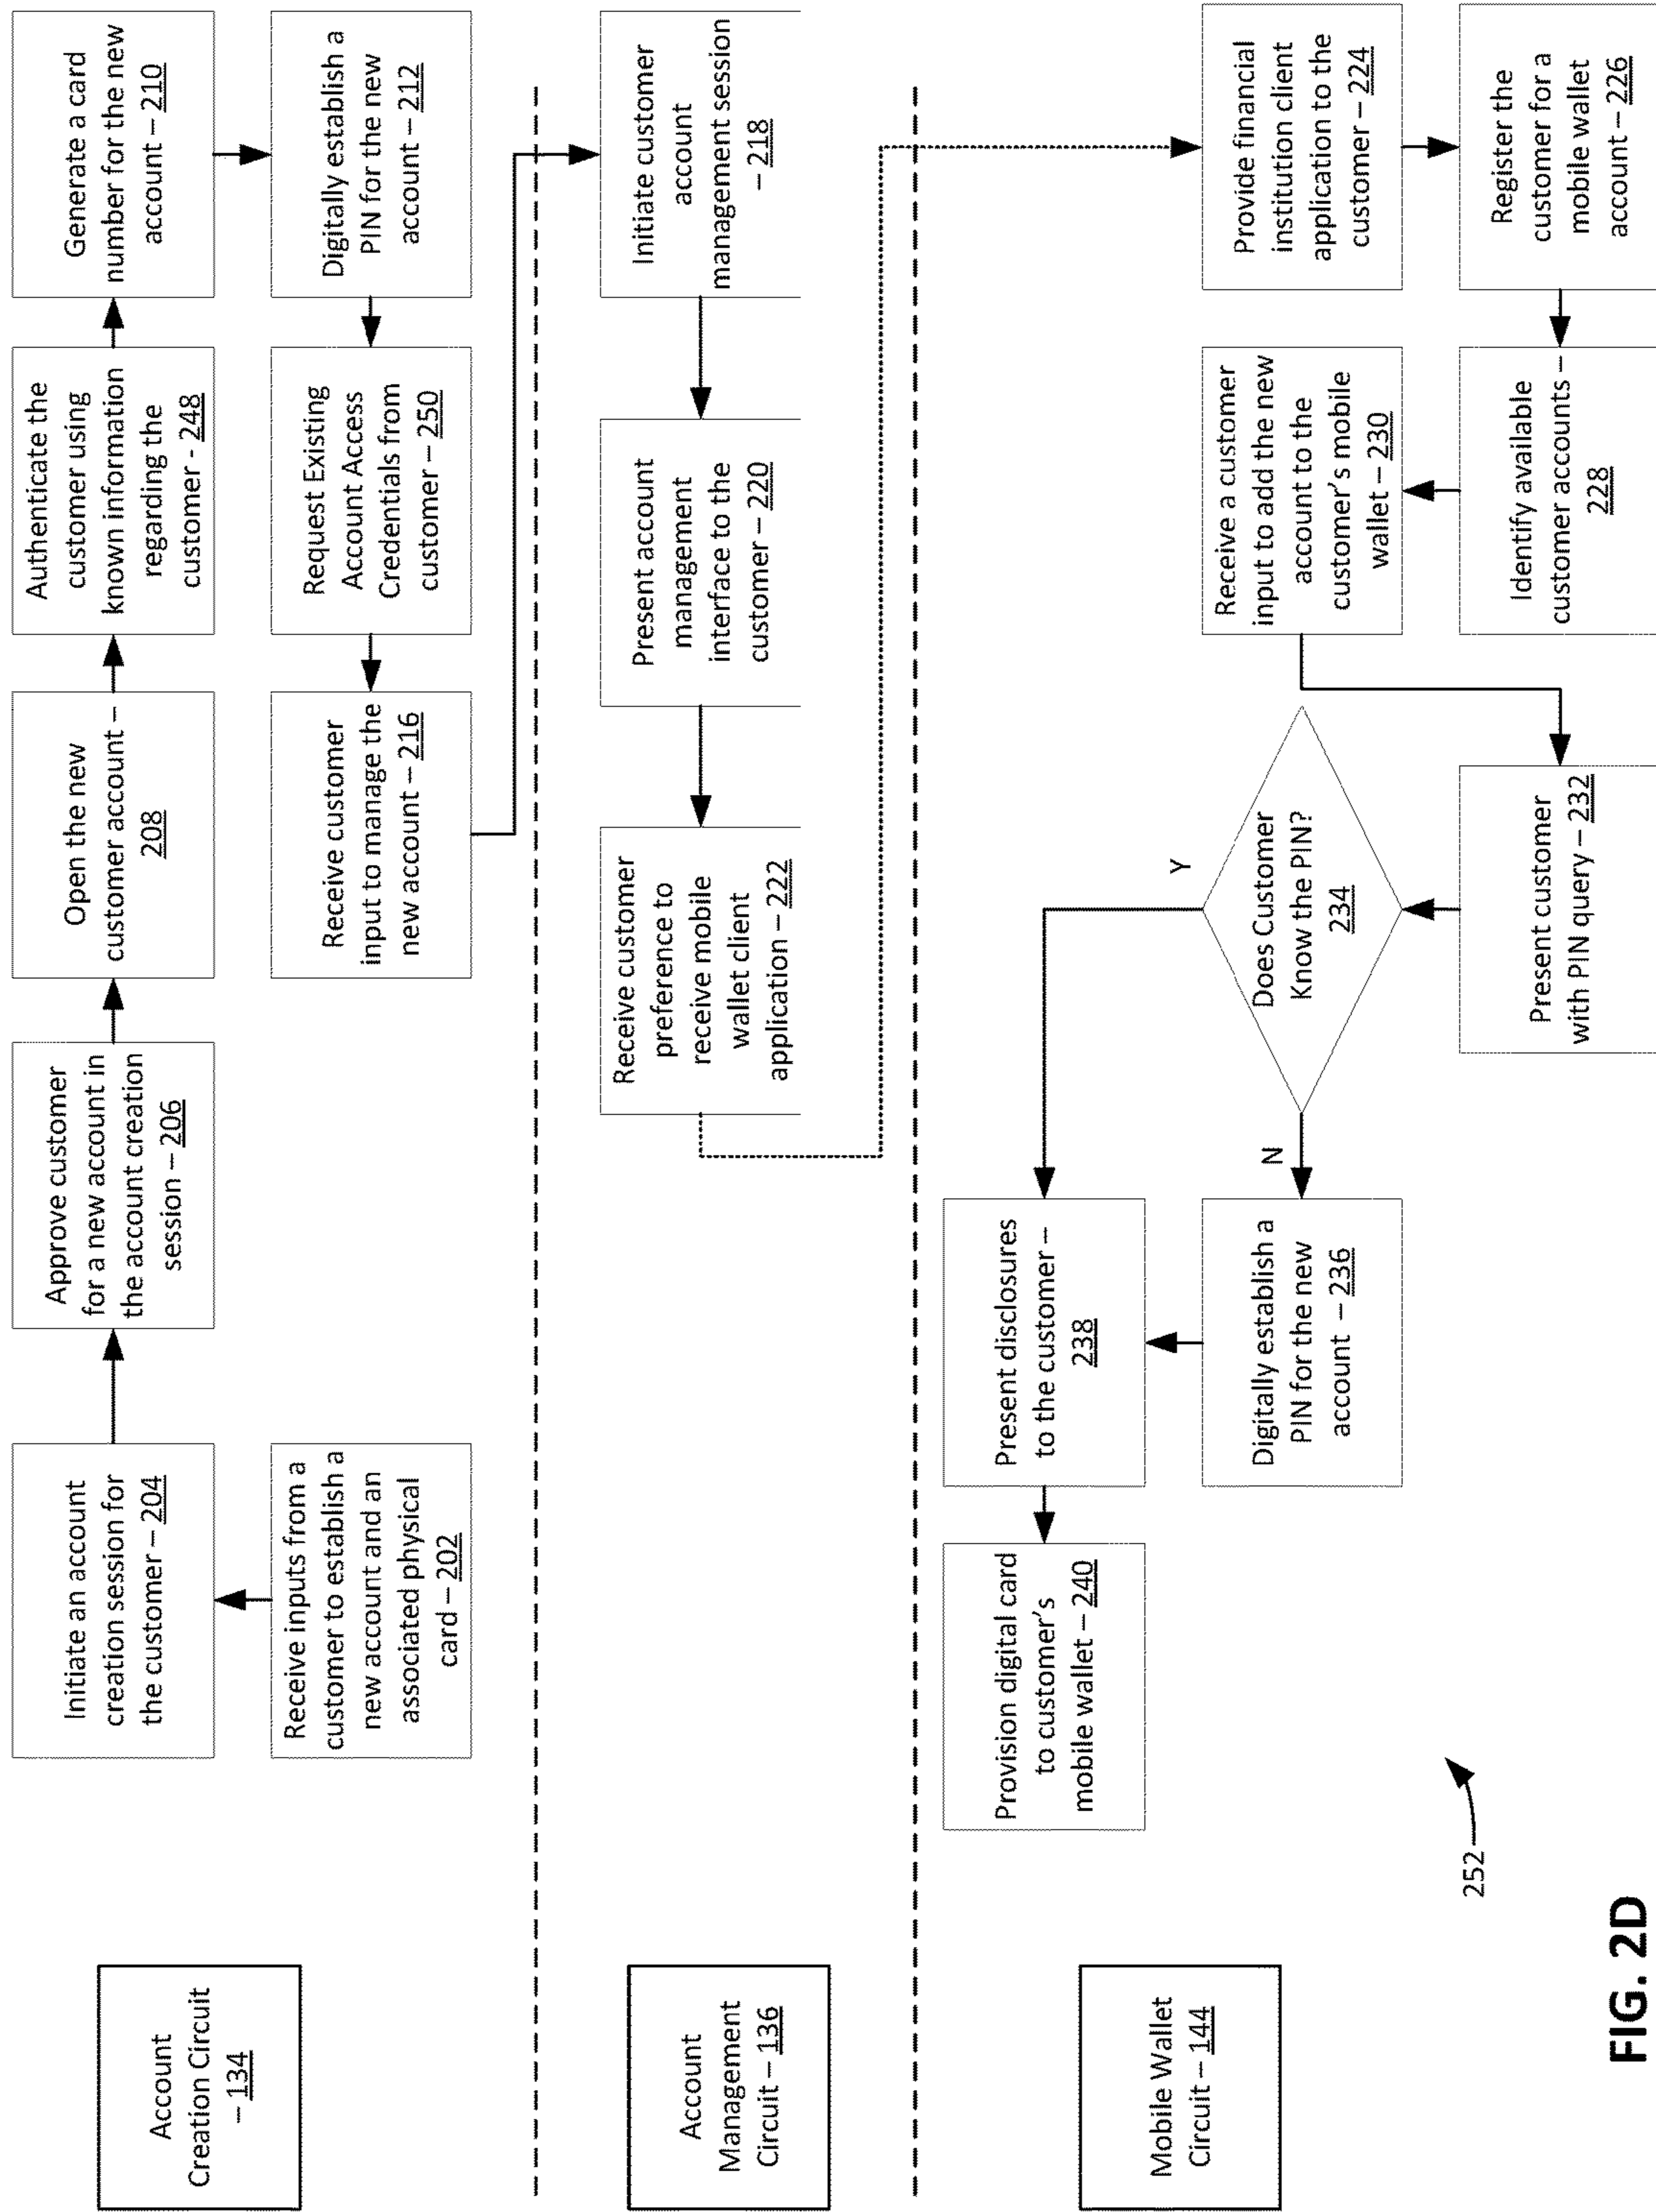 Account
Creation Circuit
– 134
Initiate an account
creation session for
the customer – 204
Receive inputs from a
customer to establish a
new account and an
associated physical
card – 202
Approve customer
for a new account in
the account creation
session – 206
Open the new
customer account –
208
Authenticate the
customer using
known information
regarding the
customer - 248
Generate a card
number for the new
account – 210
Digitally establish a
PIN for the new
account – 212
Request Existing
Account Access
Credentials from
customer – 250
Receive customer
input to manage the
new account – 216
Account
Management
Circuit – 136
Initiate customer
account
management session
– 218
Present account
management
interface to the
customer – 220
Receive customer
preference to
receive mobile
wallet client
application – 222
Mobile Wallet
Circuit – 144
Provide financial
institution client
application to the
customer – 224
Register the
customer for a
mobile wallet
account – 226
Identify available
customer accounts –
228
Receive a customer
input to add the new
account to the
customer's mobile
wallet – 230
Present customer
with PIN query – 232
Does Customer
Know the PIN?
234
Y
N
Digitally establish a
PIN for the new
account – 236
Present disclosures
to the customer –
238
Provision digital card
to customer's
mobile wallet – 240
252
FIG. 2D